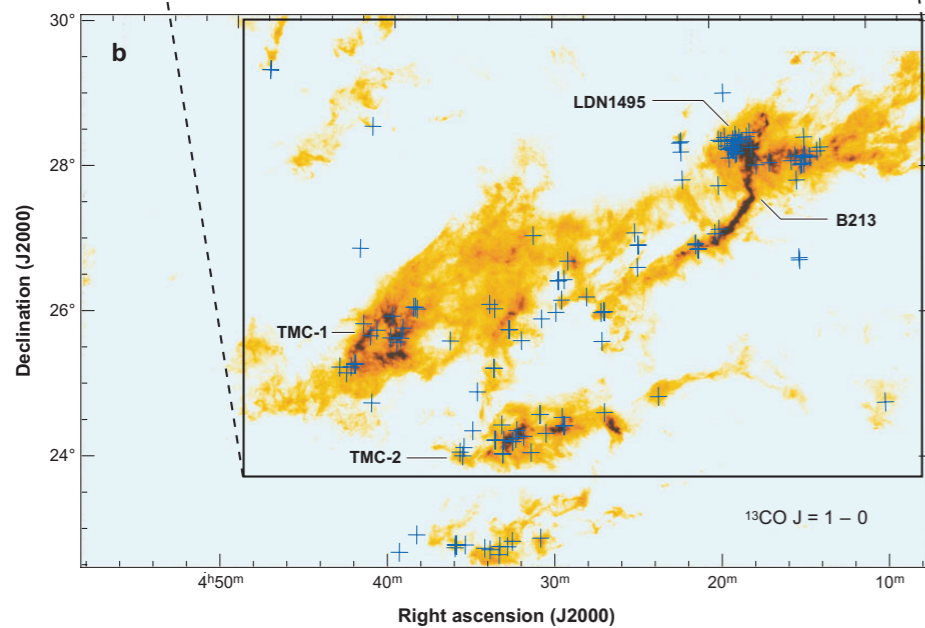 30°
b
LDN1495
28°
B213
Declination (J2000)
26°
TMC-1
TMC-2
24°
¹³CO J = 1 – 0
4ʰ50ᵐ 40ᵐ 30ᵐ 20ᵐ 10ᵐ
Right ascension (J2000)